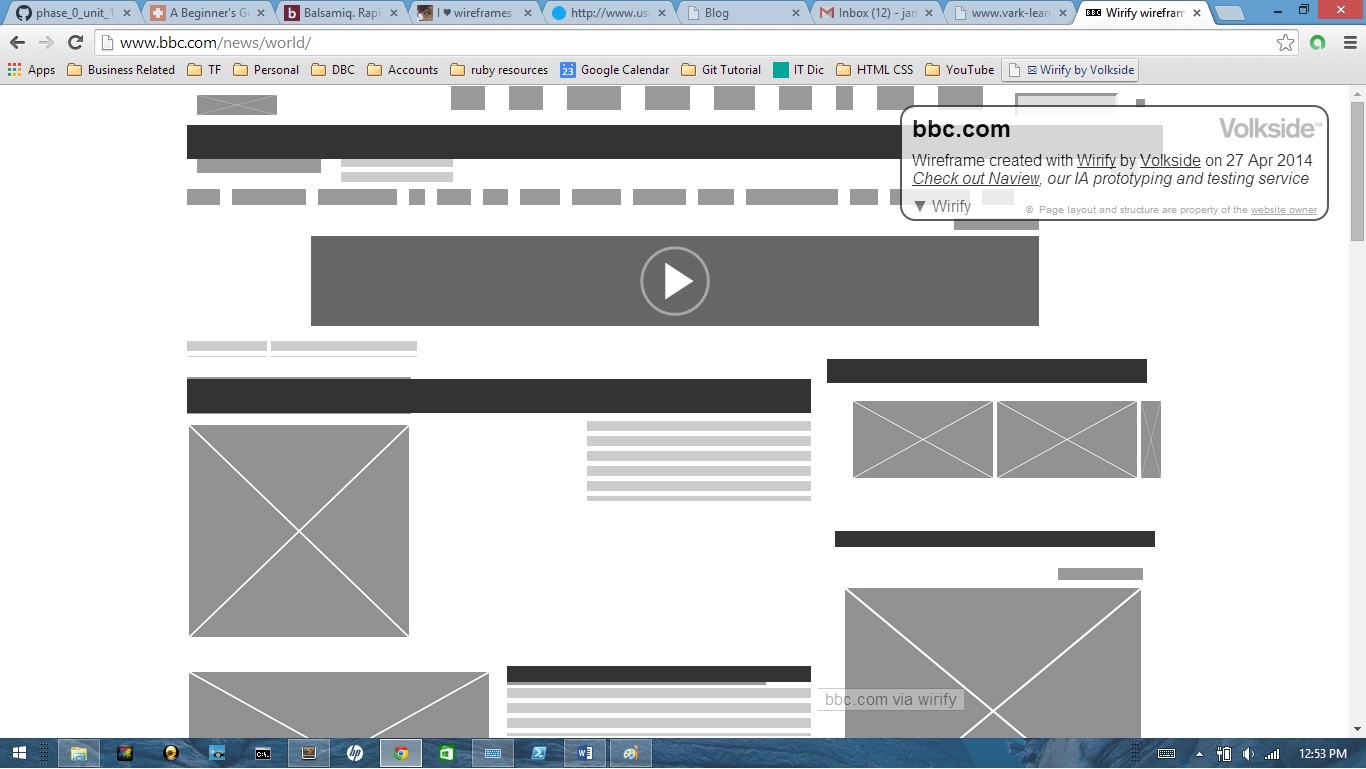 phase_0_unit_1
A Beginner's G
Balsamiq. Rapi
I ♥ wireframes
http://www.us
Blog
Inbox (12) - jan
www.vark-lear
Wirify wirefram
www.bbc.com/news/world/
Apps
Business Related
TF
Personal
DBC
Accounts
ruby resources
23
Google Calendar
Git Tutorial
IT Dic
HTML CSS
YouTube
Wirify by Volkside
bbc.com
Volkside™
Wireframe created with Wirify by Volkside on 27 Apr 2014
Check out Naview, our IA prototyping and testing service
▼ Wirify
© Page layout and structure are property of the website owner
bbc.com via wirify
12:53 PM